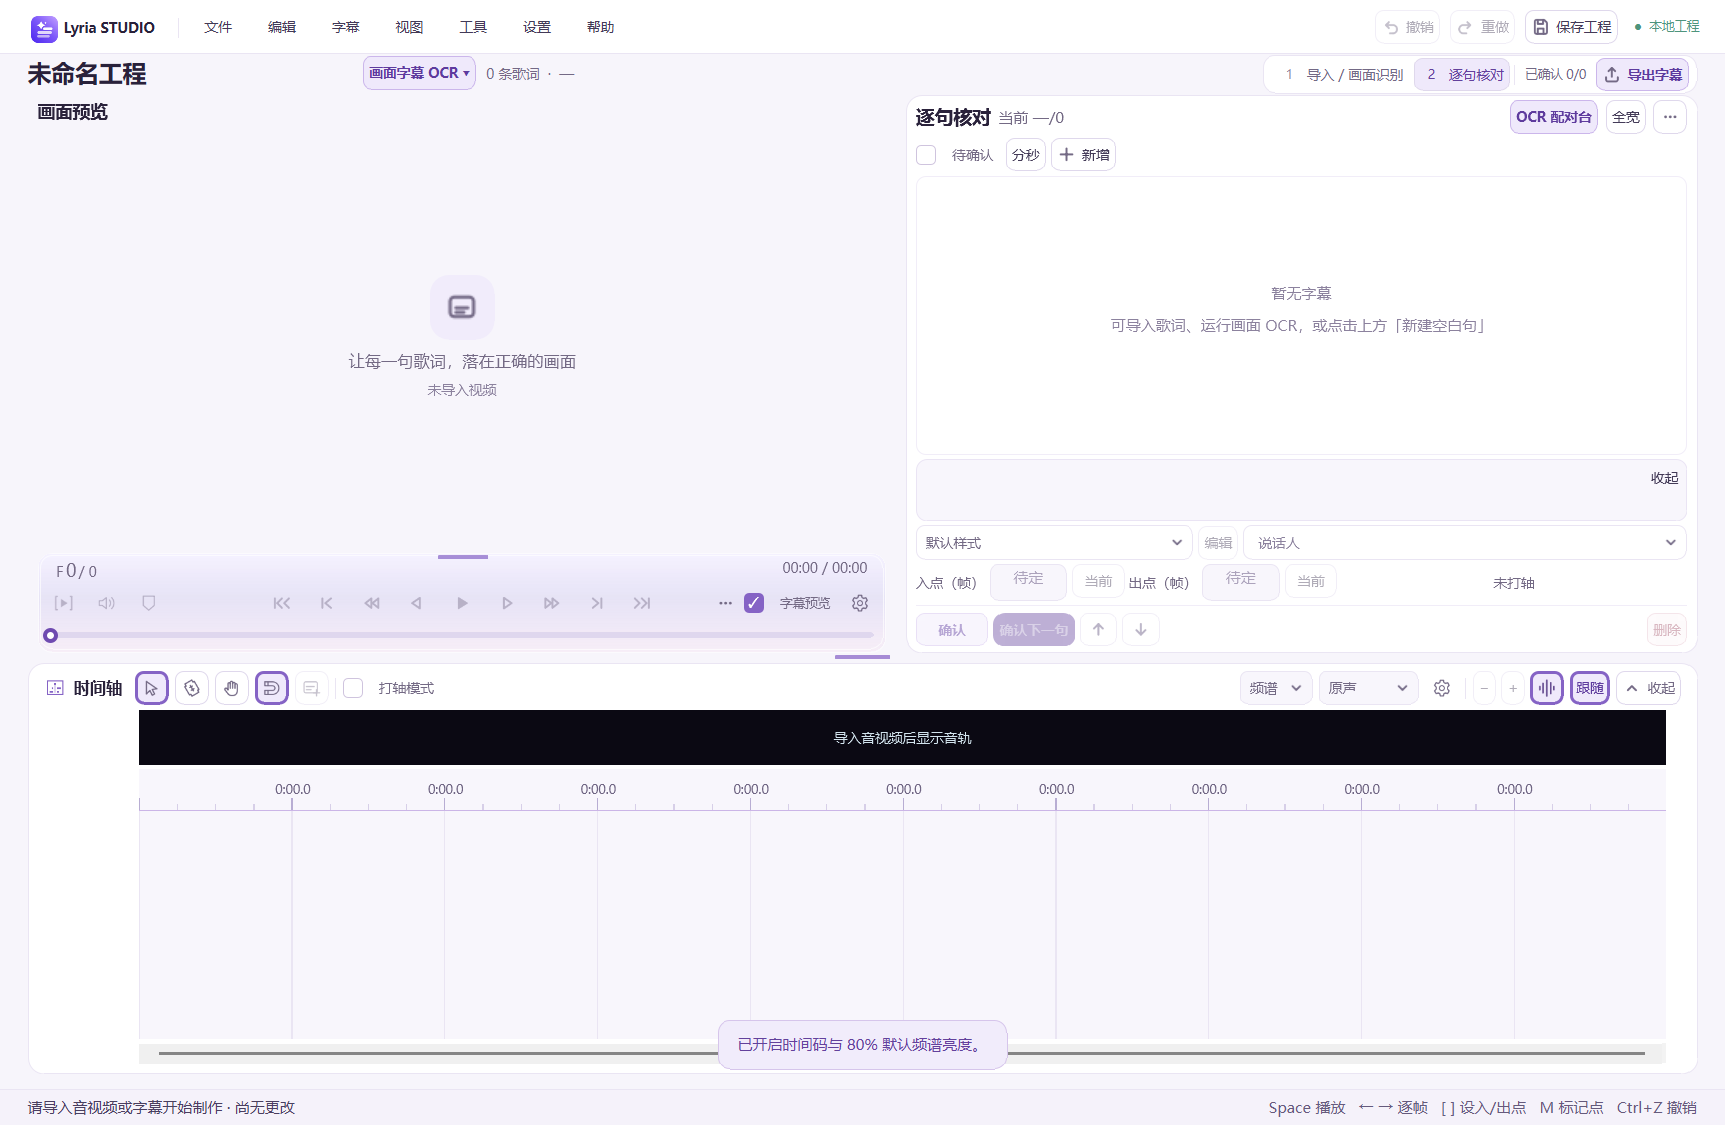 Lyria STUDIO 文件 编辑 字幕 视图 工具 设置 帮助 撤销 重做 保存工程 本地工程
未命名工程 画面字幕 OCR 0 条歌词 · — 1 导入 / 画面识别 2 逐句核对 已确认 0/0 导出字幕
画面预览
逐句核对 当前 —/0 OCR 配对台 全宽 ···
待确认 分秒 新增
暂无字幕
可导入歌词、运行画面 OCR，或点击上方「新建空白句」
让每一句歌词，落在正确的画面
未导入视频
收起
默认样式 编辑 说话人
入点（帧） 待定 当前 出点（帧） 待定 当前 未打轴
确认 确认下一句 删除
F 0 / 0 00:00 / 00:00
字幕预览
时间轴 打轴模式 频谱 原声 − + 跟随 收起
导入音视频后显示音轨
0:00.0 0:00.0 0:00.0 0:00.0 0:00.0 0:00.0 0:00.0 0:00.0 0:00.0
已开启时间码与 80% 默认频谱亮度。
请导入音视频或字幕开始制作 · 尚无更改 Space 播放 ←→ 逐帧 [ ] 设入/出点 M 标记点 Ctrl+Z 撤销